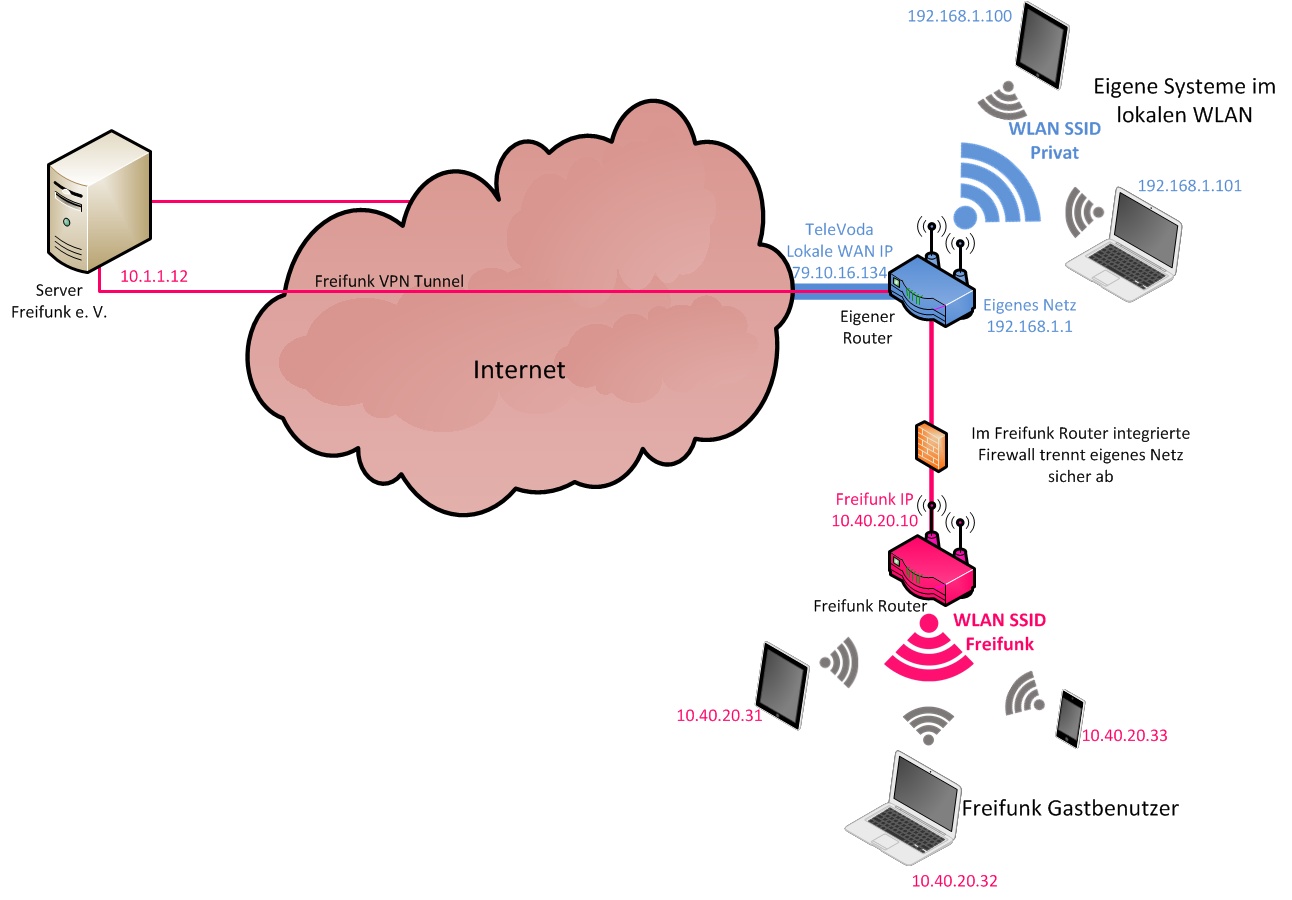 192.168.1.100
Eigene Systeme im
lokalen WLAN
WLAN SSID
Privat
192.168.1.101
TeleVoda
Lokale WAN IP
79.10.16.134
10.1.1.12
Freifunk VPN Tunnel
Server
Freifunk e. V.
Eigener
Router
Eigenes Netz
192.168.1.1
Internet
Im Freifunk Router integrierte
Firewall trennt eigenes Netz
sicher ab
Freifunk IP
10.40.20.10
Freifunk Router
WLAN SSID
Freifunk
10.40.20.31
10.40.20.33
Freifunk Gastbenutzer
10.40.20.32